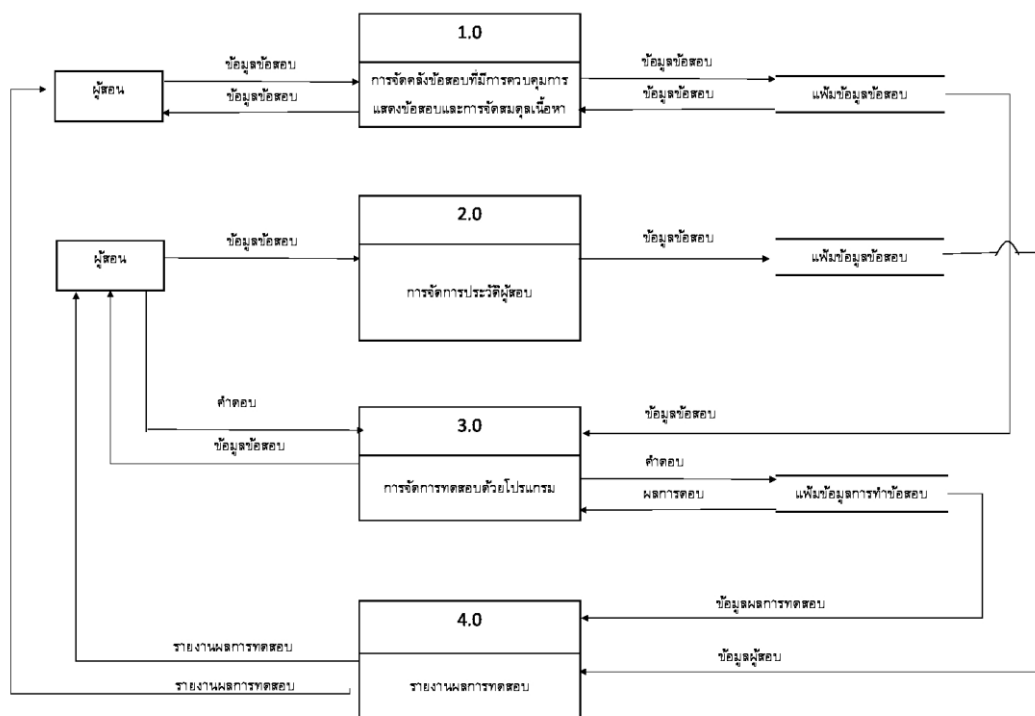 1.0
ข้อมูลข้อสอบ
ข้อมูลข้อสอบ
ผู้สอน
การจัดคลังข้อสอบที่มีการควบคุมการ
แสดงข้อสอบและการจัดสมดุลเนื้อหา
ข้อมูลข้อสอบ
ข้อมูลข้อสอบ
แฟ้มข้อมูลข้อสอบ
2.0
ข้อมูลข้อสอบ
ข้อมูลข้อสอบ
ผู้สอน
แฟ้มข้อมูลข้อสอบ
การจัดการประวัติผู้สอบ
คำตอบ
3.0
ข้อมูลข้อสอบ
ข้อมูลข้อสอบ
คำตอบ
การจัดการทดสอบด้วยโปรแกรม
ผลการตอบ
แฟ้มข้อมูลการทำข้อสอบ
4.0
ข้อมูลผลการทดสอบ
รายงานผลการทดสอบ
ข้อมูลผู้สอบ
รายงานผลการทดสอบ
รายงานผลการทดสอบ